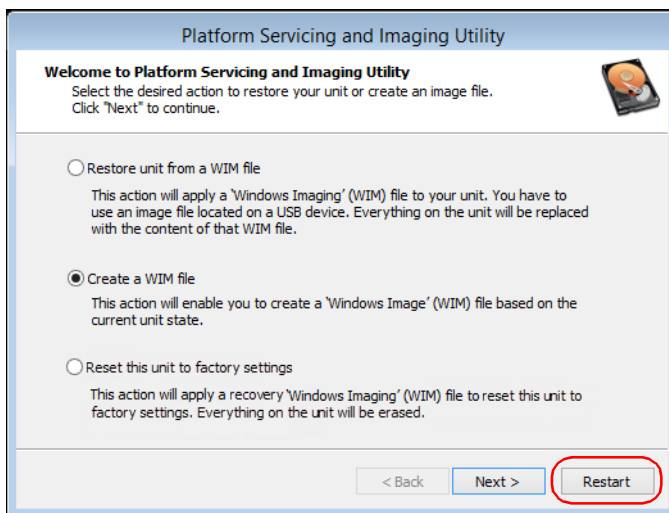 Platform Servicing and Imaging Utility
Welcome to Platform Servicing and Imaging Utility
Select the desired action to restore your unit or create an image file.
Click "Next" to continue.
Restore unit from a WIM file
This action will apply a 'Windows Imaging' (WIM) file to your unit. You have to
use an image file located on a USB device. Everything on the unit will be replaced
with the content of that WIM file.
Create a WIM file
This action will enable you to create a 'Windows Image' (WIM) file based on the
current unit state.
Reset this unit to factory settings
This action will apply a recovery 'Windows Imaging' (WIM) file to reset this unit to
factory settings. Everything on the unit will be erased.
< Back Next > Restart